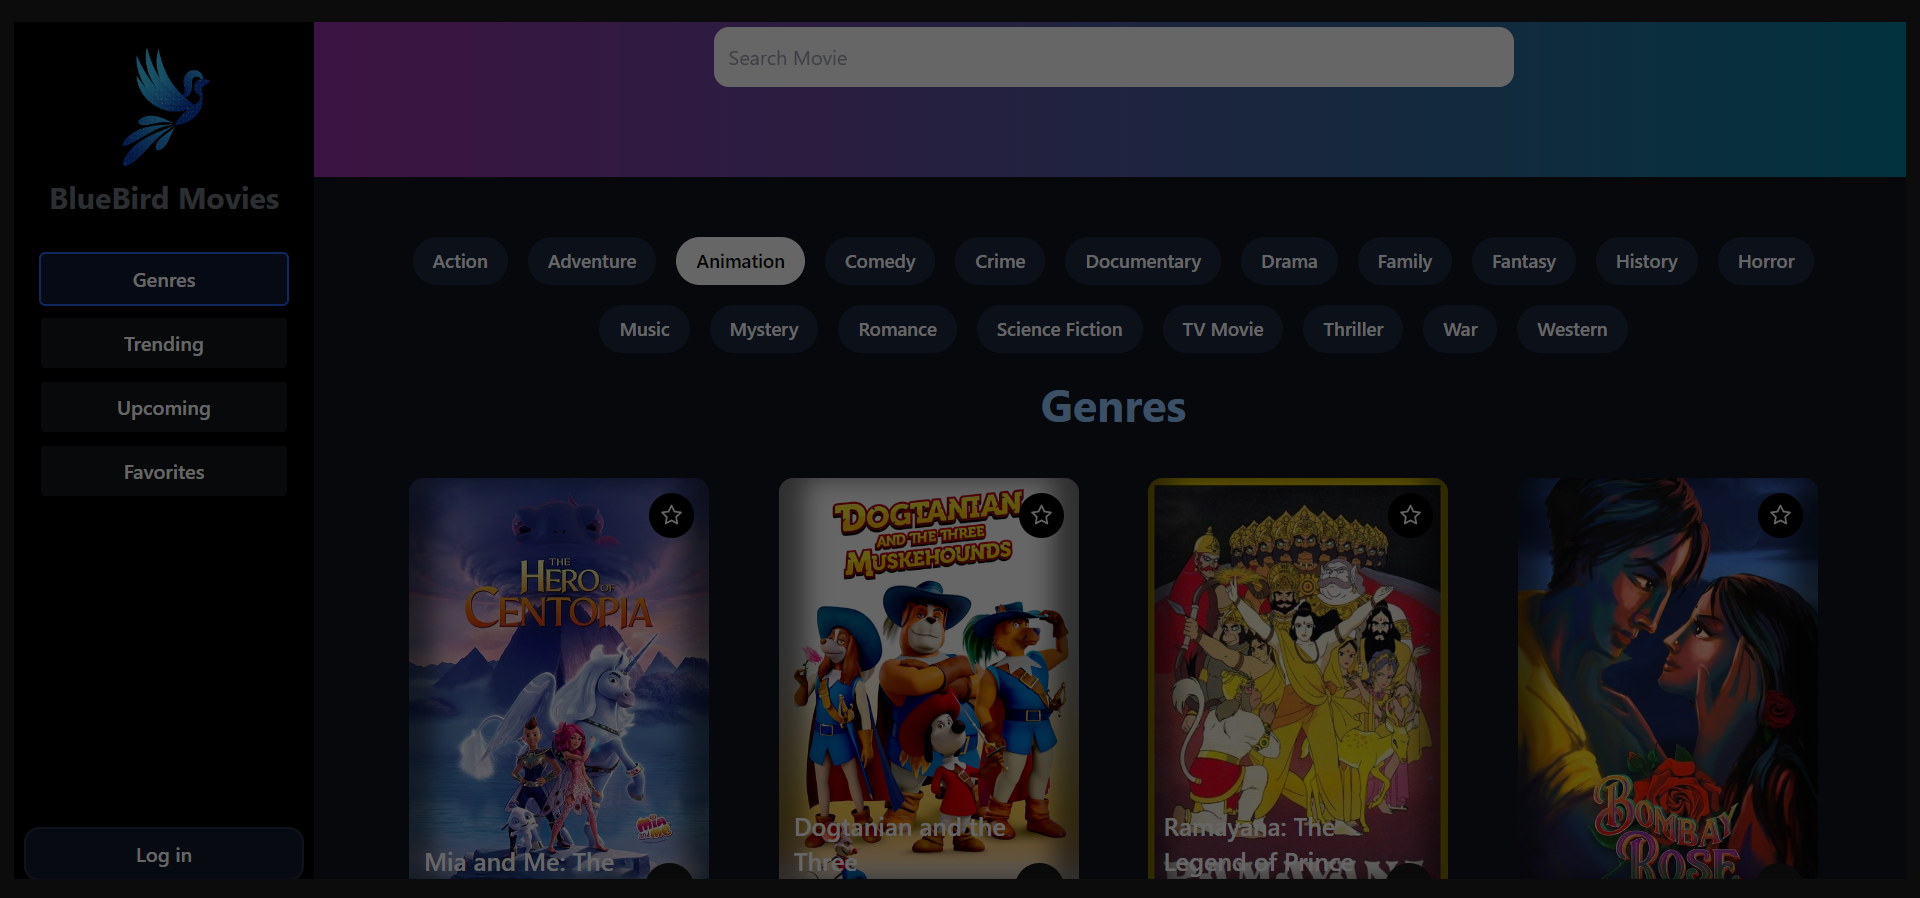 Search Movie
BlueBird Movies
Genres
Trending
Upcoming
Favorites
Log in
Action
Adventure
Animation
Comedy
Crime
Documentary
Drama
Family
Fantasy
History
Horror
Music
Mystery
Romance
Science Fiction
TV Movie
Thriller
War
Western
Genres
THE
HERO OF
CENTOPIA
Mia and Me
Mia and Me: The
DOGTANIAN
AND THE THREE
MUSKEHOUNDS
Dogtanian and the
Three
Ramayana: The
Legend of Prince
BOMBAY
ROSE